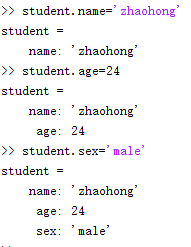 >> student.name='zhaohong'
student =
name: 'zhaohong'
>> student.age=24
student =
name: 'zhaohong'
age: 24
>> student.sex='male'
student =
name: 'zhaohong'
age: 24
sex: 'male'